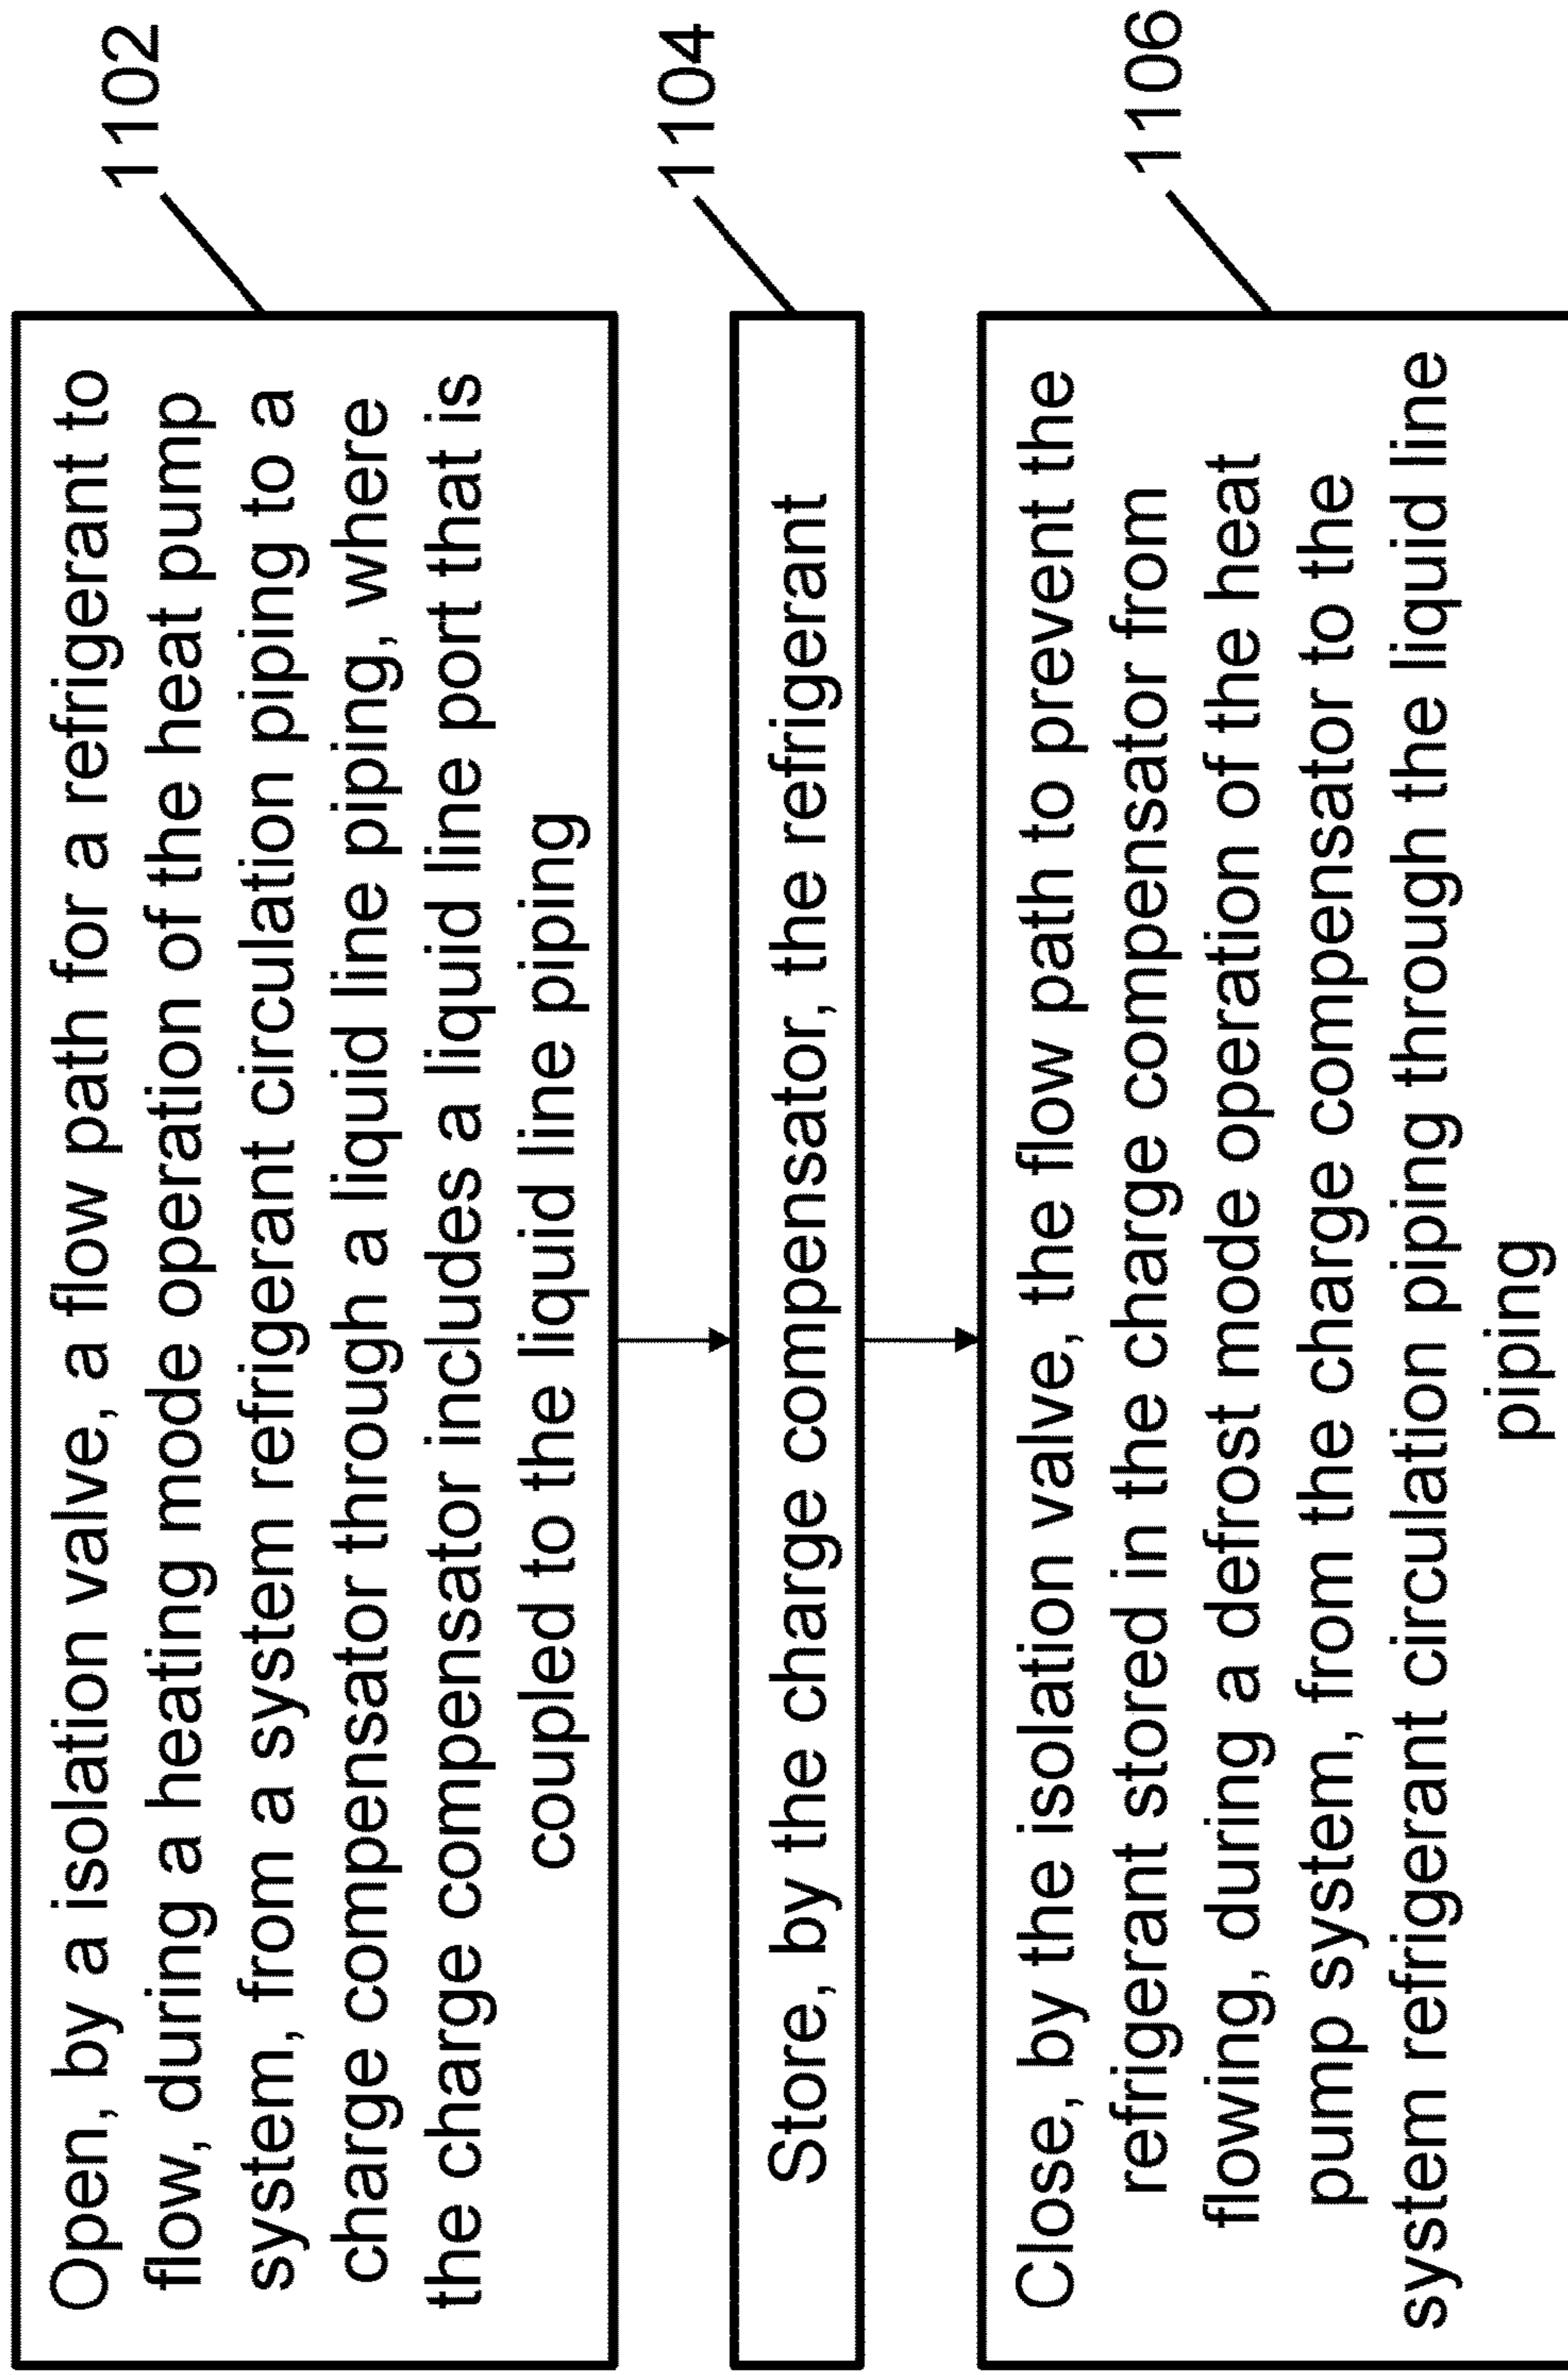 Open, by a isolation valve, a flow path for a refrigerant to
flow, during a heating mode operation of the heat pump
system, from a system refrigerant circulation piping to a
charge compensator through a liquid line piping, where
the charge compensator includes a liquid line port that is
coupled to the liquid line piping
1102
Store, by the charge compensator, the refrigerant
1104
Close, by the isolation valve, the flow path to prevent the
refrigerant stored in the charge compensator from
flowing, during a defrost mode operation of the heat
pump system, from the charge compensator to the
system refrigerant circulation piping through the liquid line
piping
1106